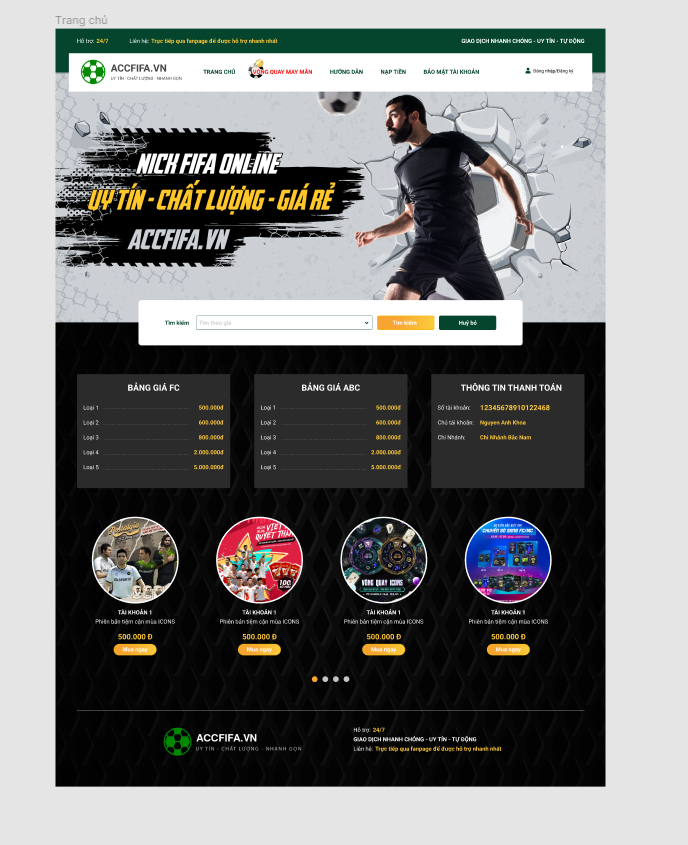 Trang chủ
Hỗ trợ: 24/7
Liên hệ: Trực tiếp qua fanpage để được hỗ trợ nhanh nhất
GIAO DỊCH NHANH CHÓNG - UY TÍN - TỰ ĐỘNG
ACCFIFA.VN
UY TÍN - CHẤT LƯỢNG - NHANH GỌN
TRANG CHỦ
VÒNG QUAY MAY MẮN
HƯỚNG DẪN
NẠP TIỀN
BẢO MẬT TÀI KHOẢN
Đăng nhập/Đăng ký
NICK FIFA ONLINE
UY TÍN - CHẤT LƯỢNG - GIÁ RẺ
ACCFIFA.VN
Tìm kiếm
Tìm theo giá
Tìm kiếm
Huỷ bỏ
BẢNG GIÁ FC
Loại 1 500.000đ
Loại 2 600.000đ
Loại 3 800.000đ
Loại 4 2.000.000đ
Loại 5 5.000.000đ
BẢNG GIÁ ABC
Loại 1 500.000đ
Loại 2 600.000đ
Loại 3 800.000đ
Loại 4 2.000.000đ
Loại 5 5.000.000đ
THÔNG TIN THANH TOÁN
Số tài khoản: 12345678910122468
Chủ tài khoản: Nguyen Anh Khoa
Chi Nhánh: Chi Nhánh Bắc Nam
Nostalgia
VIỆT
QUYẾT THẮNG
100
VÒNG QUAY ICONS
TÀI KHOẢN 1
Phiên bản tiệm cận mùa ICONS
500.000 Đ
Mua ngay
TÀI KHOẢN 1
Phiên bản tiệm cận mùa ICONS
500.000 Đ
Mua ngay
TÀI KHOẢN 1
Phiên bản tiệm cận mùa ICONS
500.000 Đ
Mua ngay
TÀI KHOẢN 1
Phiên bản tiệm cận mùa ICONS
500.000 Đ
Mua ngay
ACCFIFA.VN
UY TÍN - CHẤT LƯỢNG - NHANH GỌN
Hỗ trợ: 24/7
GIAO DỊCH NHANH CHÓNG - UY TÍN - TỰ ĐỘNG
Liên hệ: Trực tiếp qua fanpage để được hỗ trợ nhanh nhất